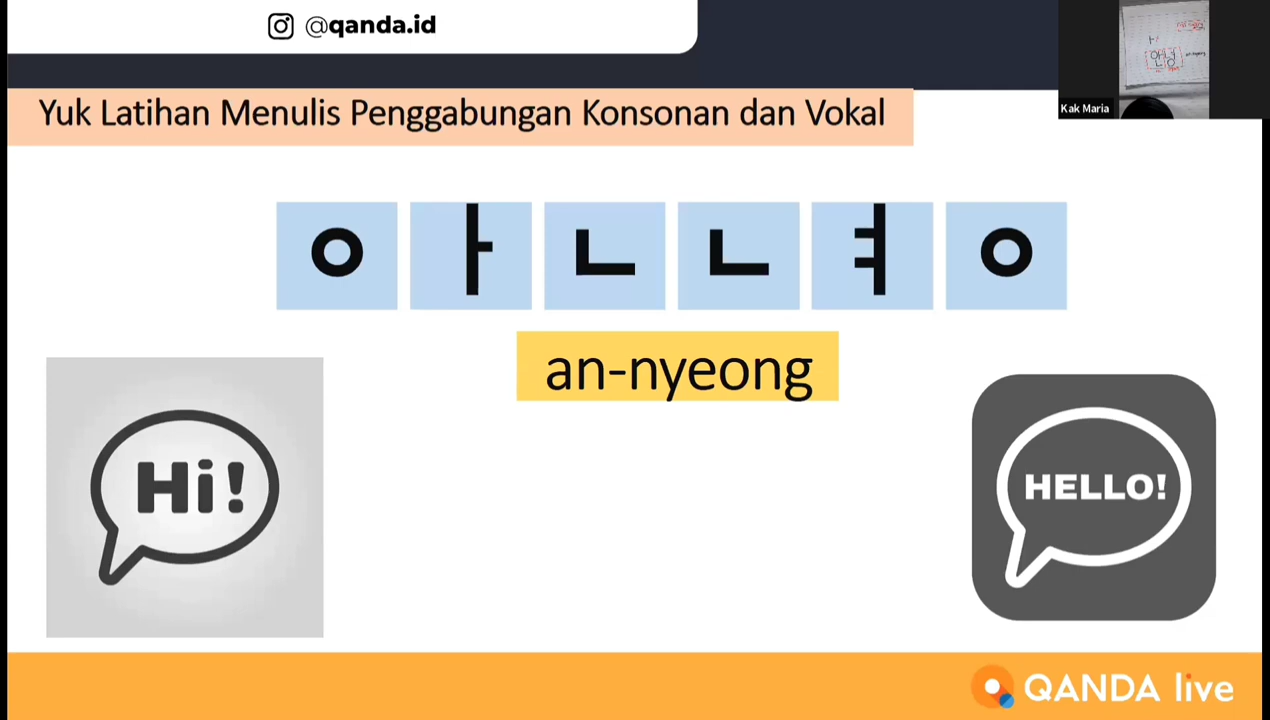 @qanda.id
Yuk Latihan Menulis Penggabungan Konsonan dan Vokal
Kak Maria
ㅇ ㅏ ㄴ ㄴ ㅕ ㅇ
an-nyeong
Hi!
HELLO!
QANDA live